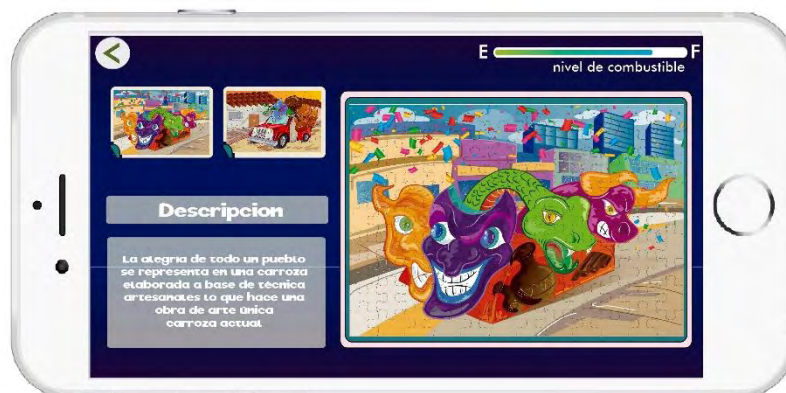 E F
nivel de combustible
Descripcion
La alegria de todo un pueblo
se representa en una carroza
elaborada a base de tecnica
artesanales lo que hace una
obra de arte única
carroza actual